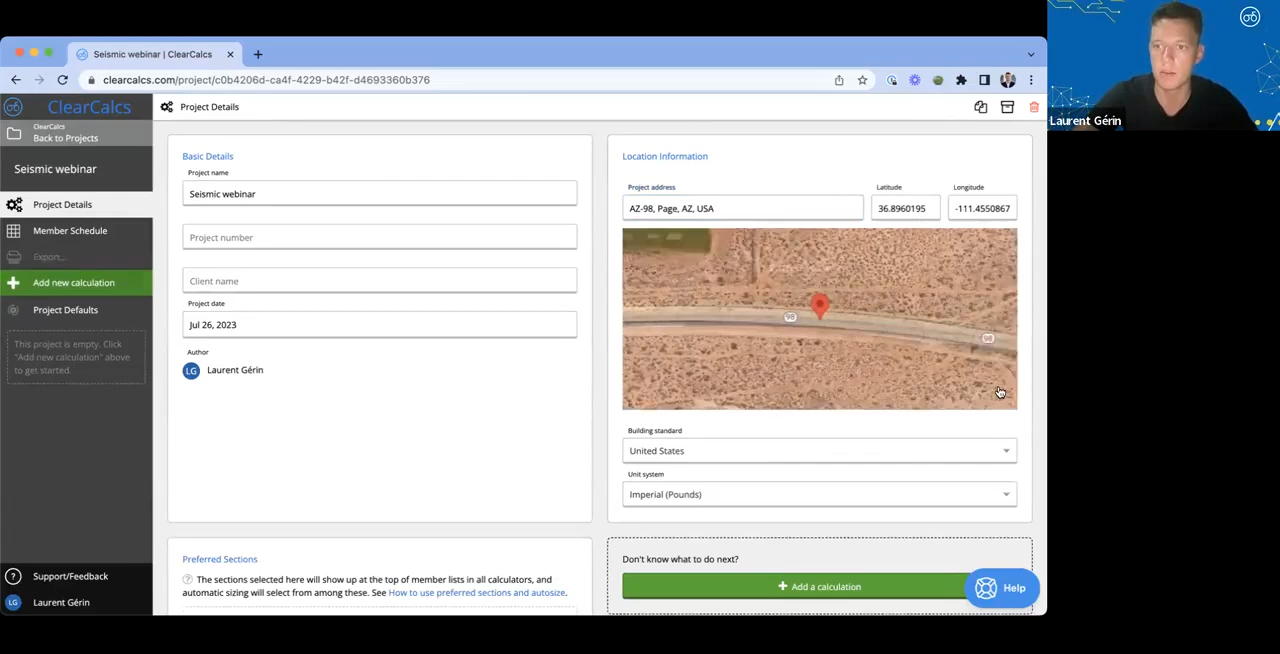 Seismic webinar | ClearCalcs
clearcalcs.com/project/c0b4206d-ca4f-4229-b42f-d4693360b376
ClearCalcs
ClearCalcs
Back to Projects
Seismic webinar
Project Details
Member Schedule
Export...
Add new calculation
Project Defaults
This project is empty. Click
"Add new calculation" above
to get started.
? Support/Feedback
LG Laurent Gérin
Project Details
Basic Details
Project name
Seismic webinar
Project number
Client name
Project date
Jul 26, 2023
Author
LG Laurent Gérin
Location Information
Project address
AZ-98, Page, AZ, USA
Latitude
36.8960195
Longitude
-111.4550867
98
98
Building standard
United States
Unit system
Imperial (Pounds)
Preferred Sections
? The sections selected here will show up at the top of member lists in all calculators, and
automatic sizing will select from among these. See How to use preferred sections and autosize.
Don't know what to do next?
+ Add a calculation
Help
Laurent Gérin